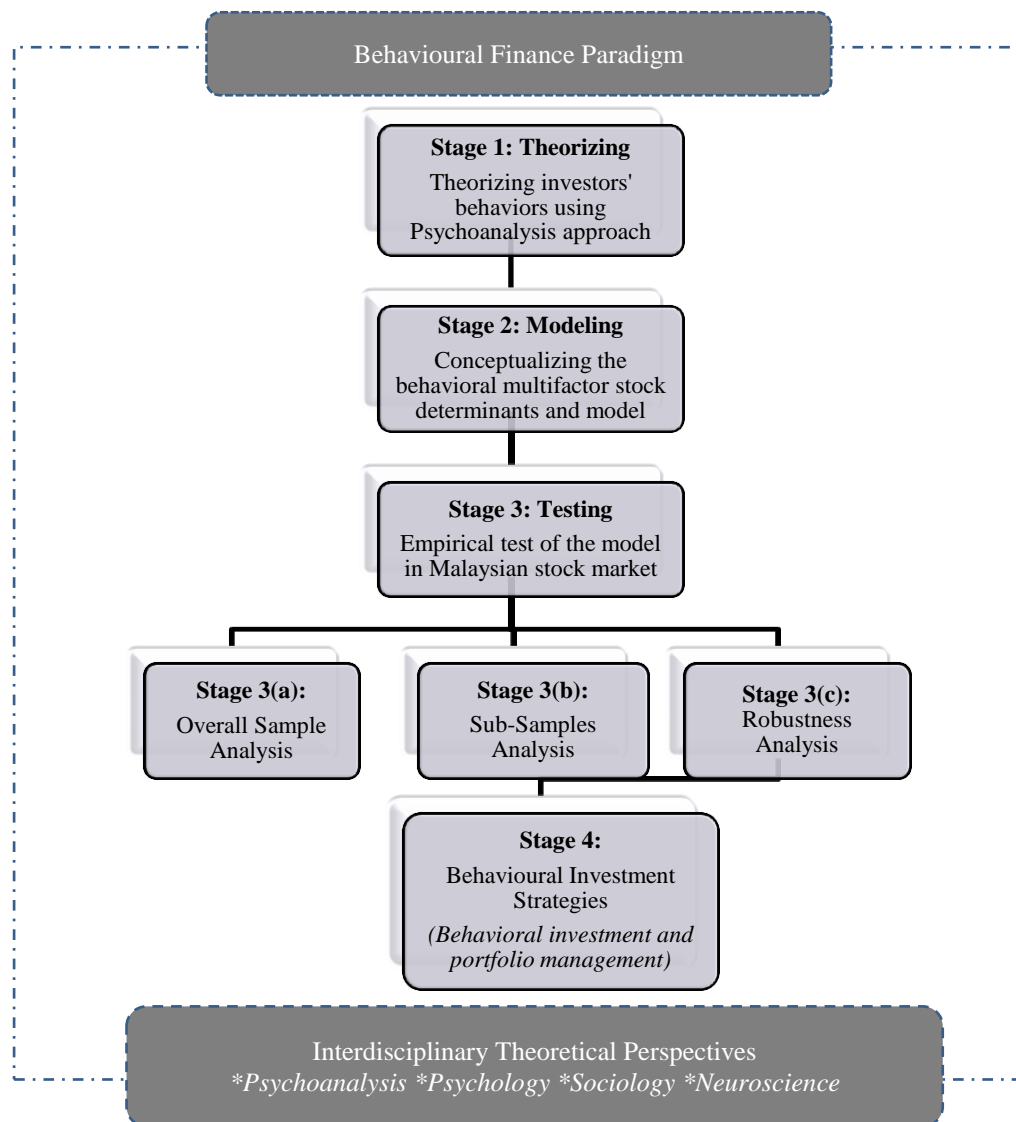 Behavioural Finance Paradigm
Stage 1: Theorizing
Theorizing investors'
behaviors using
Psychoanalysis approach
Stage 2: Modeling
Conceptualizing the
behavioral multifactor stock
determinants and model
Stage 3: Testing
Empirical test of the model
in Malaysian stock market
Stage 3(a):
Overall Sample
Analysis
Stage 3(b):
Sub-Samples
Analysis
Stage 3(c):
Robustness
Analysis
Stage 4:
Behavioural Investment
Strategies
(Behavioral investment and
portfolio management)
Interdisciplinary Theoretical Perspectives
*Psychoanalysis *Psychology *Sociology *Neuroscience